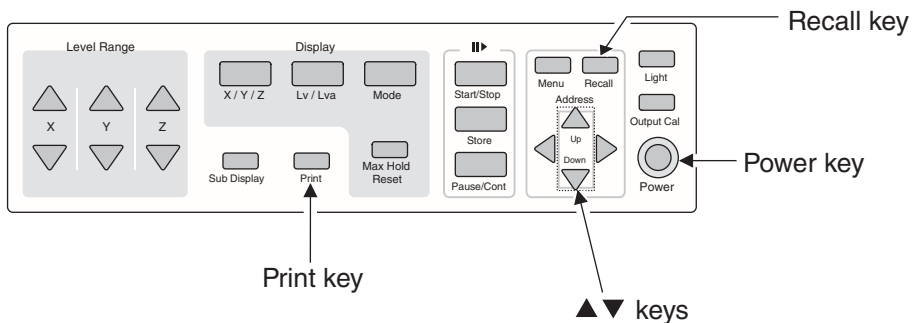 Recall key
Level Range
Display
X
Y
Z
X / Y / Z
Lv / Lva
Mode
Sub Display
Print
Max Hold
Reset
Start/Stop
Store
Pause/Cont
Menu
Recall
Address
Up
Down
Light
Output Cal
Power
Power key
Print key
▲▼ keys